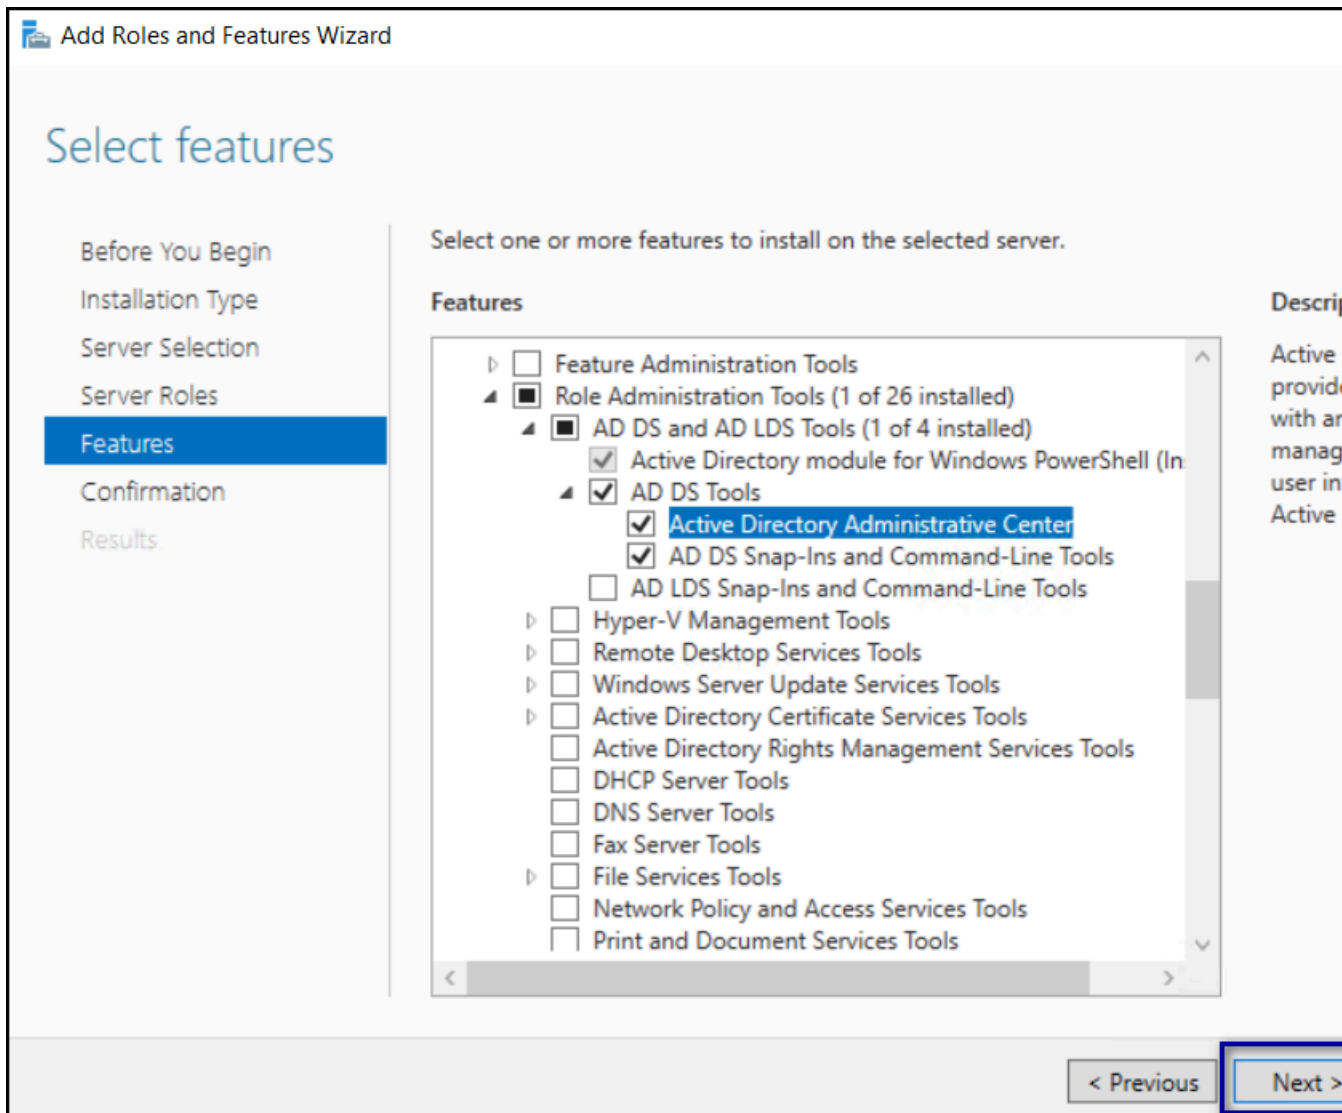 Add Roles and Features Wizard
Select features
Before You Begin
Installation Type
Server Selection
Server Roles
Features
Confirmation
Results
Select one or more features to install on the selected server.
Features
Feature Administration Tools
Role Administration Tools (1 of 26 installed)
AD DS and AD LDS Tools (1 of 4 installed)
Active Directory module for Windows PowerShell (In
AD DS Tools
Active Directory Administrative Center
AD DS Snap-Ins and Command-Line Tools
AD LDS Snap-Ins and Command-Line Tools
Hyper-V Management Tools
Remote Desktop Services Tools
Windows Server Update Services Tools
Active Directory Certificate Services Tools
Active Directory Rights Management Services Tools
DHCP Server Tools
DNS Server Tools
Fax Server Tools
File Services Tools
Network Policy and Access Services Tools
Print and Document Services Tools
Descri
Active
provid
with a
manag
user in
Active
< Previous
Next >